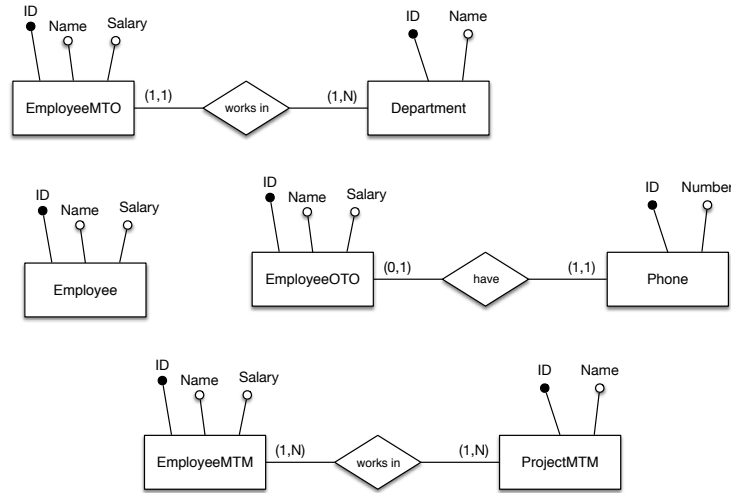 ID
Name
Salary
ID
Name
EmployeeMTO
(1,1)
works in
(1,N)
Department
ID
Name
Salary
Employee
ID
Name
Salary
ID
Number
EmployeeOTO
(0,1)
have
(1,1)
Phone
ID
Name
Salary
ID
Name
EmployeeMTM
(1,N)
works in
(1,N)
ProjectMTM